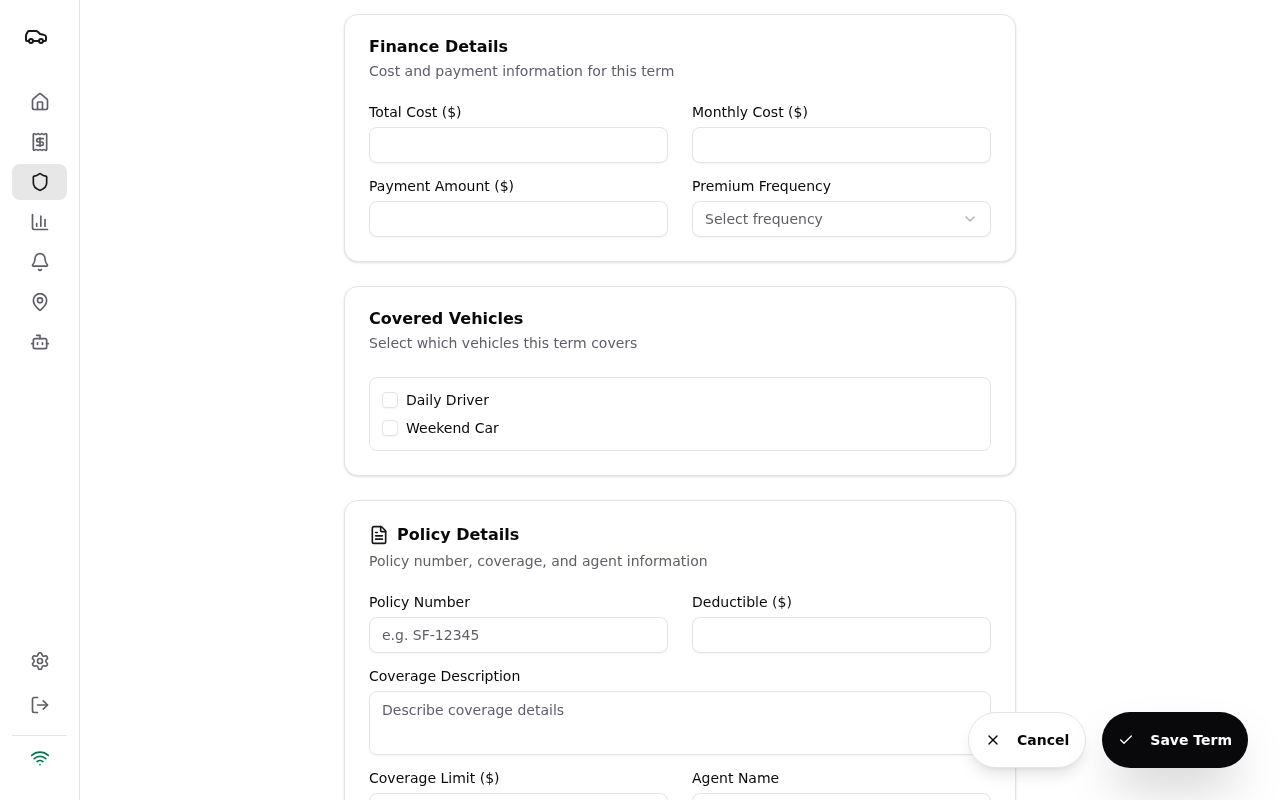 Finance Details
Cost and payment information for this term
Total Cost ($)
Monthly Cost ($)
Payment Amount ($)
Premium Frequency
Select frequency
Covered Vehicles
Select which vehicles this term covers
Daily Driver
Weekend Car
Policy Details
Policy number, coverage, and agent information
Policy Number
Deductible ($)
e.g. SF-12345
Coverage Description
Describe coverage details
Cancel
Save Term
Coverage Limit ($)
Agent Name